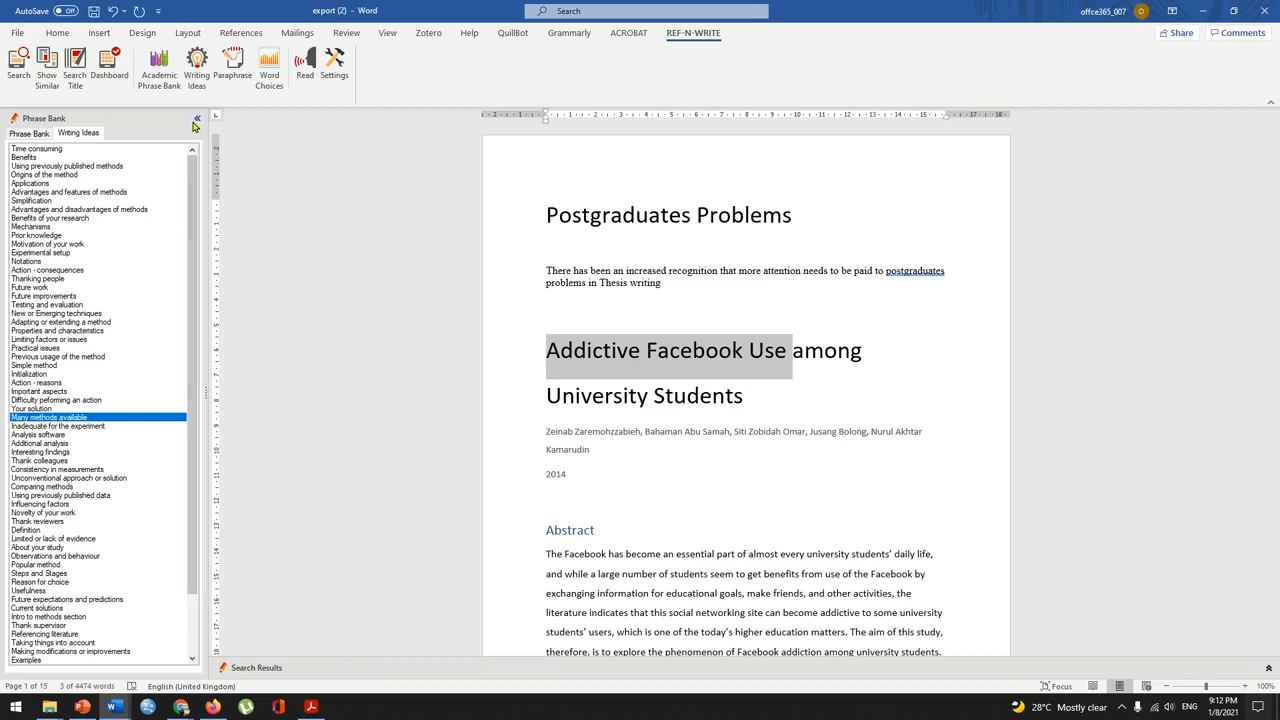 AutoSave Off
export (2) - Word
Search
offce365_007
File Home Insert Design Layout References Mailings Review View Zotero Help QuillBot Grammarly ACROBAT REF-N-WRITE
Share Comments
Search
Show Similar
Search Title
Dashboard
Academic Phrase Bank
Writing Ideas
Paraphrase
Word Choices
Read
Settings
Phrase Bank
Phrase Bank Writing Ideas
Time consuming
Benefits
Using previously published methods
Origins of the method
Applications
Advantages and features of methods
Simplification
Advantages and disadvantages of methods
Benefits of your research
Mechanisms
Prior knowledge
Motivation of your work
Experimental setup
Notations
Action - consequences
Thanking people
Future work
Future improvements
Testing and evaluation
New or Emerging techniques
Adapting or extending a method
Properties and characteristics
Limiting factors or issues
Practical issues
Previous usage of the method
Simple method
Initialization
Action - reasons
Important aspects
Difficulty peforming an action
Your solution
Many methods available
Inadequate for the experiment
Analysis software
Additional analysis
Interesting findings
Thank colleagues
Consistency in measurements
Unconventional approach or solution
Comparing methods
Using previously published data
Influencing factors
Novelty of your work
Thank reviewers
Definition
Limited or lack of evidence
About your study
Observations and behaviour
Popular method
Steps and Stages
Reason for choice
Usefulness
Future expectations and predictions
Current solutions
Intro to methods section
Thank supervisor
Referencing literature
Taking things into account
Making modifications or improvements
Examples
Postgraduates Problems
There has been an increased recognition that more attention needs to be paid to postgraduates
problems in Thesis writing
Addictive Facebook Use among
University Students
Zeinab Zaremohzzabieh, Bahaman Abu Samah, Siti Zobidah Omar, Jusang Bolong, Nurul Akhtar
Kamarudin
2014
Abstract
The Facebook has become an essential part of almost every university students’ daily life,
and while a large number of students seem to get benefits from use of the Facebook by
exchanging information for educational goals, make friends, and other activities, the
literature indicates that this social networking site can become addictive to some university
students’ users, which is one of the today’s higher education matters. The aim of this study,
therefore, is to explore the phenomenon of Facebook addiction among university students.
Search Results
Page 1 of 15 3 of 4474 words English (United Kingdom) Focus 100%
28°C Mostly clear
ENG
9:12 PM
1/8/2021